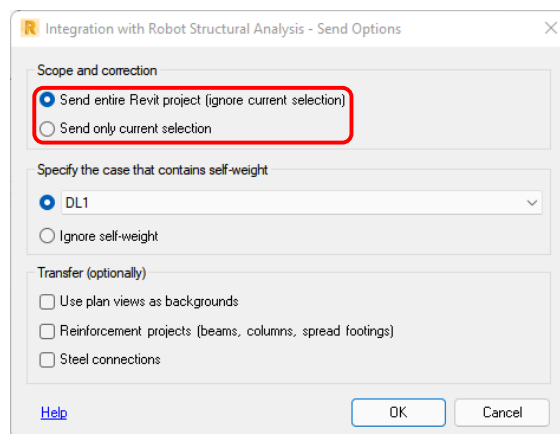 R Integration with Robot Structural Analysis - Send Options
Scope and correction
Send entire Revit project (ignore current selection)
Send only current selection
Specify the case that contains self-weight
DL1
Ignore self-weight
Transfer (optionally)
Use plan views as backgrounds
Reinforcement projects (beams, columns, spread footings)
Steel connections
Help OK Cancel